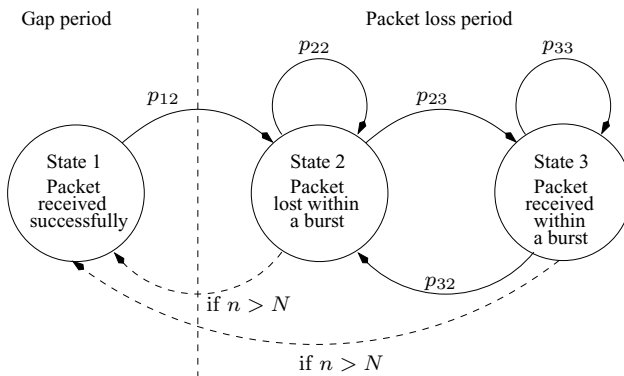 Gap period
Packet loss period
p22
p33
p12
p23
State 1
Packet
received
successfully
State 2
Packet
lost within
a burst
State 3
Packet
received
within
a burst
p32
if n > N
if n > N